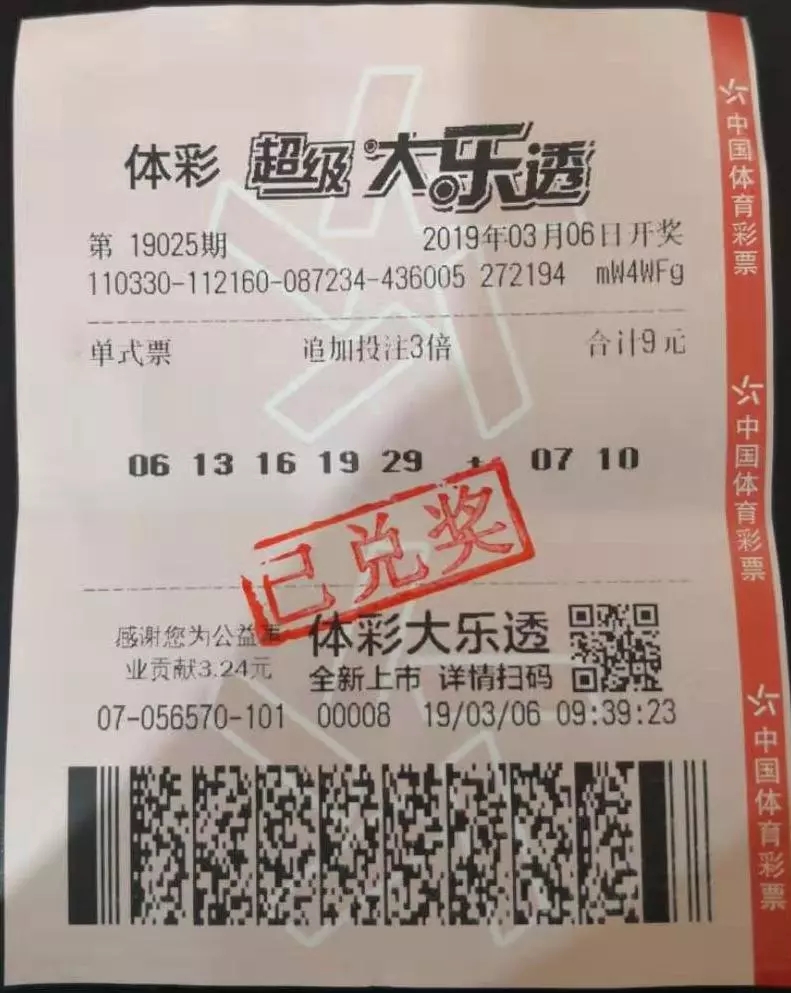 体彩 超级大乐透
第 19025期 2019年03月06日开奖
110330-112160-087234-436005 272194 mW4WFg
单式票 追加投注3倍 合计9元
06 13 16 19 29 + 07 10
已兑奖
感谢您为公益事
业贡献3.24元
体彩大乐透
全新上市 详情扫码
07-056570-101 00008 19/03/06 09:39:23
中国体育彩票
中国体育彩票
中国体育彩票